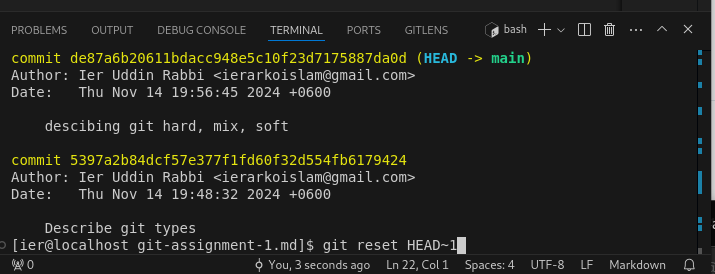 PROBLEMS OUTPUT DEBUG CONSOLE TERMINAL PORTS GITLENS bash
commit de87a6b20611bdacc948e5c10f23d7175887da0d (HEAD -> main)
Author: Ier Uddin Rabbi <ierarkoislam@gmail.com>
Date:   Thu Nov 14 19:56:45 2024 +0600
descibing git hard, mix, soft
commit 5397a2b84dcf57e377f1fd60f32d554fb6179424
Author: Ier Uddin Rabbi <ierarkoislam@gmail.com>
Date:   Thu Nov 14 19:48:32 2024 +0600
Describe git types
[ier@localhost git-assignment-1.md]$ git reset HEAD~1
0 You, 3 seconds ago Ln 22, Col 1 Spaces: 4 UTF-8 LF Markdown